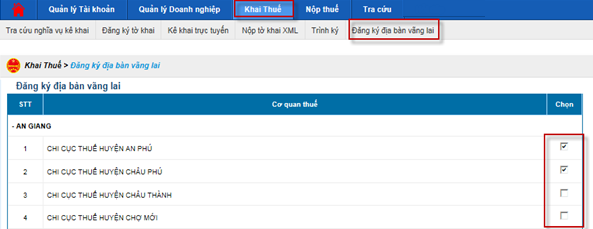 Quản lý Tài khoản Quản lý Doanh nghiệp Khai Thuế Nộp thuế Tra cứu
Tra cứu nghĩa vụ kê khai Đăng ký tờ khai Kê khai trực tuyến Nộp tờ khai XML Trình ký Đăng ký địa bàn vãng lai
Khai Thuế > Đăng ký địa bàn vãng lai
Đăng ký địa bàn vãng lai
STT Cơ quan thuế Chọn
- AN GIANG
1 CHI CỤC THUẾ HUYỆN AN PHÚ
2 CHI CỤC THUẾ HUYỆN CHÂU PHÚ
3 CHI CỤC THUẾ HUYỆN CHÂU THÀNH
4 CHI CỤC THUẾ HUYỆN CHỢ MỚI